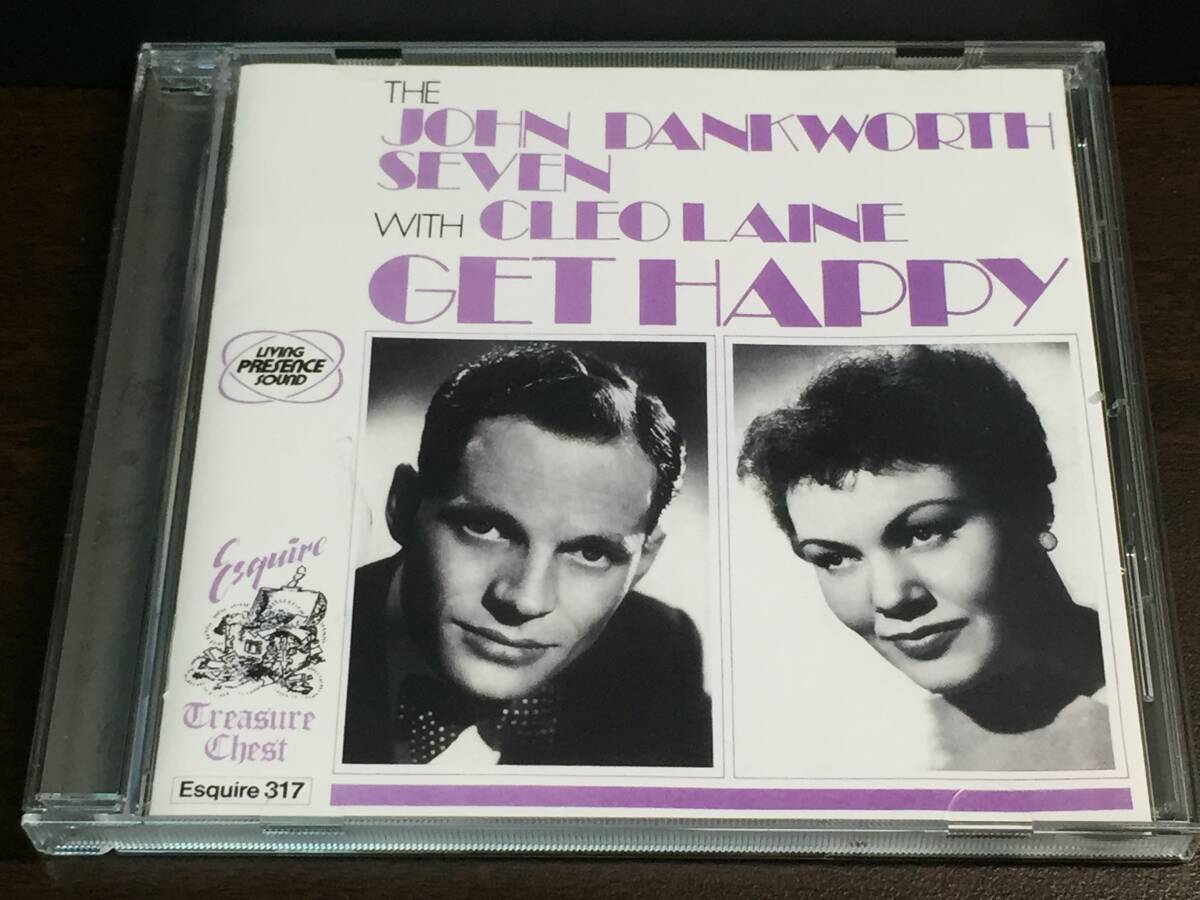 THE
JOHN DANKWORTH
SEVEN
WITH CLEO LAINE
GET HAPPY
LIVING
PRESENCE
SOUND
Esquire
Treasure
Chest
Esquire 317